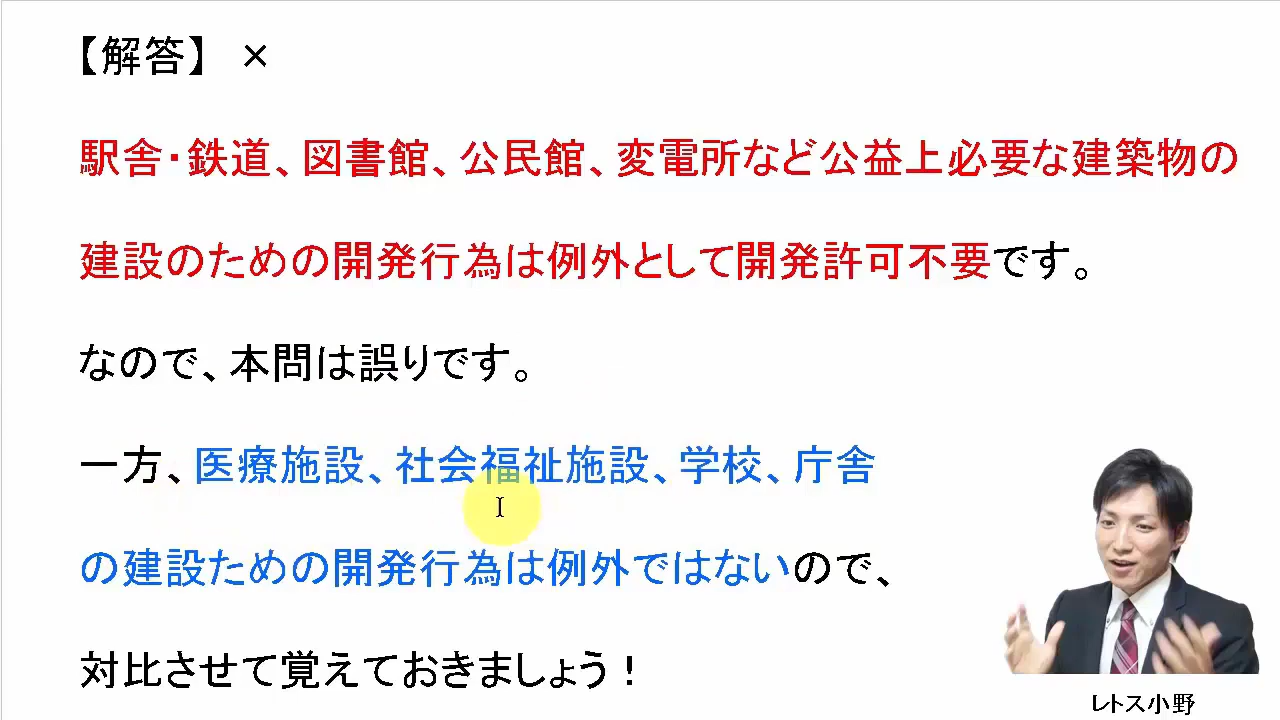 【解答】 ×
駅舎・鉄道、図書館、公民館、変電所など公益上必要な建築物の
建設のための開発行為は例外として開発許可不要です。
なので、本問は誤りです。
一方、医療施設、社会福祉施設、学校、庁舎
の建設ための開発行為は例外ではないので、
対比させて覚えておきましょう！
レトス小野